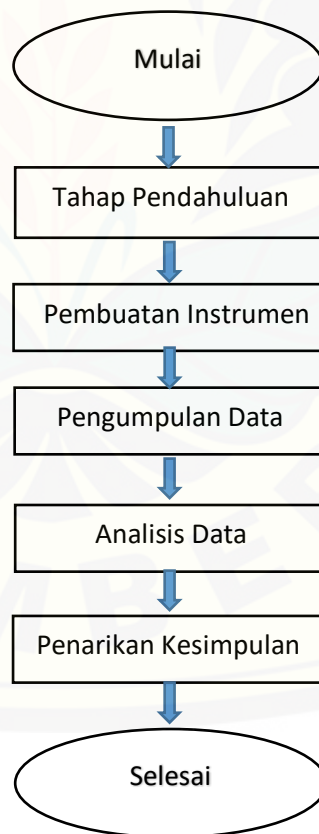 Mulai
Tahap Pendahuluan
Pembuatan Instrumen
Pengumpulan Data
Analisis Data
Penarikan Kesimpulan
Selesai